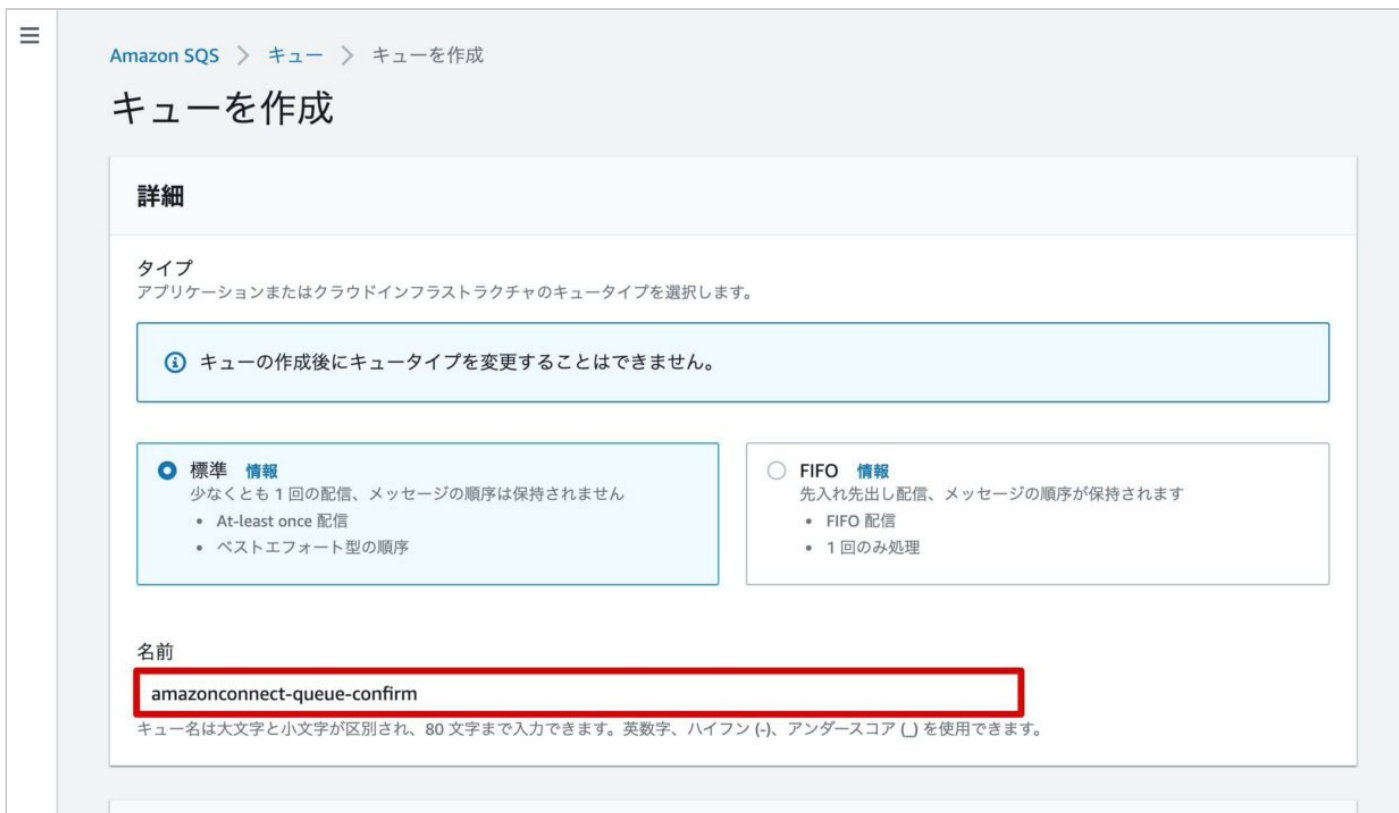 Amazon SQS > キュー > キューを作成
キューを作成
詳細
タイプ
アプリケーションまたはクラウドインフラストラクチャのキュータイプを選択します。
キューの作成後にキュータイプを変更することはできません。
標準 情報
少なくとも 1 回の配信、メッセージの順序は保持されません
• At-least once 配信
• ベストエフォート型の順序
FIFO 情報
先入れ先出し配信、メッセージの順序が保持されます
• FIFO 配信
• 1 回のみ処理
名前
amazonconnect-queue-confirm
キュー名は大文字と小文字が区別され、80 文字まで入力できます。英数字、ハイフン (-)、アンダースコア (_) を使用できます。